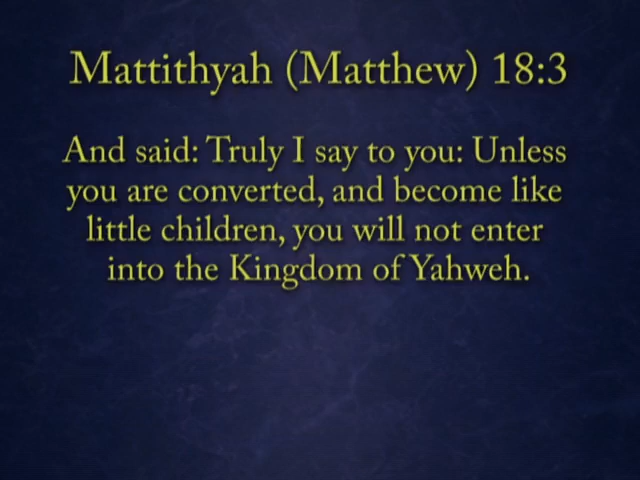 Mattithyah (Matthew) 18:3
And said: Truly I say to you: Unless
you are converted, and become like
little children, you will not enter
into the Kingdom of Yahweh.